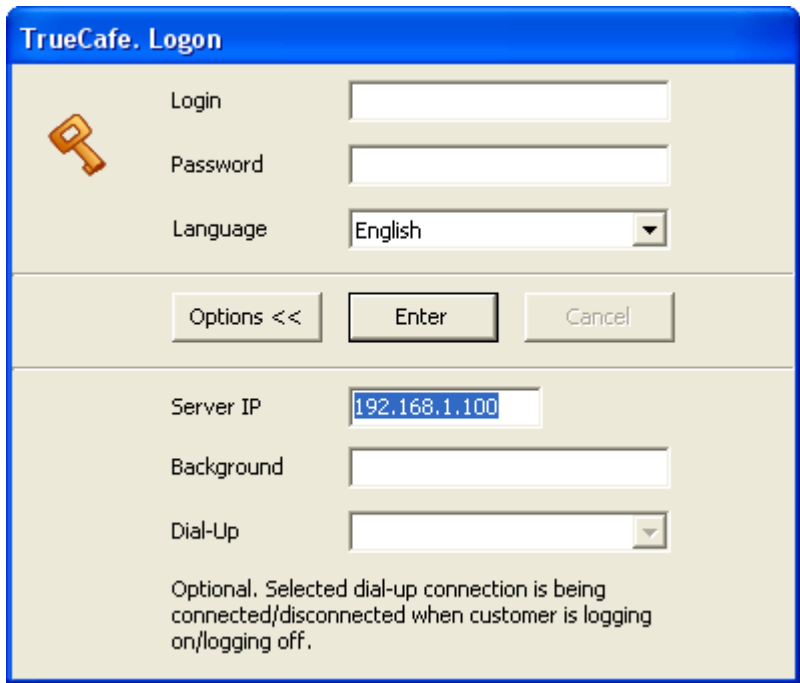 TrueCafe. Logon
Login
Password
Language English
Options << Enter Cancel
Server IP 192.168.1.100
Background
Dial-Up
Optional. Selected dial-up connection is being
connected/disconnected when customer is logging
on/logging off.